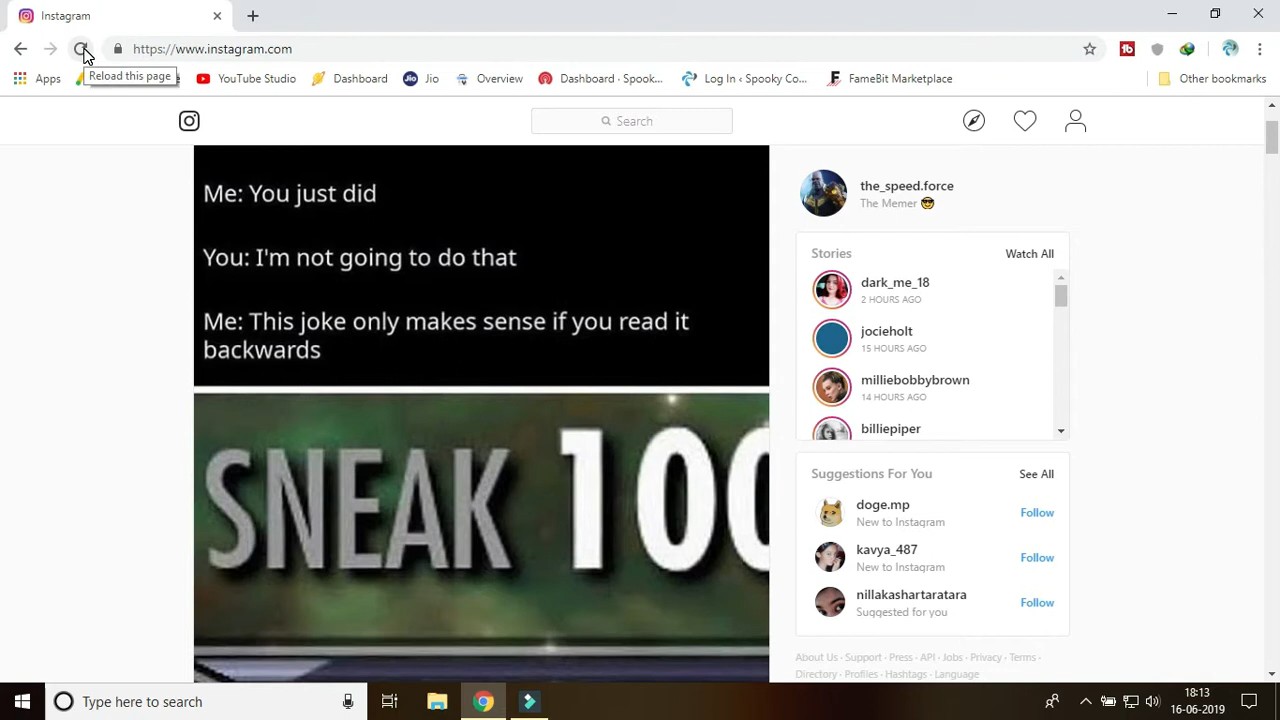 Instagram
https://www.instagram.com
Reload this page
Apps
YouTube Studio
Dashboard
Jio
Overview
Dashboard · Spook...
Log In ‹ Spooky Co...
FameBit Marketplace
Other bookmarks
Search
Me: You just did
You: I'm not going to do that
Me: This joke only makes sense if you read it
backwards
SNEAK 100
the_speed.force
The Memer 😎
Stories
Watch All
dark_me_18
2 HOURS AGO
jocieholt
15 HOURS AGO
milliebobbybrown
14 HOURS AGO
billiepiper
Suggestions For You
See All
doge.mp
New to Instagram
Follow
kavya_487
New to Instagram
Follow
nillakashartaratara
Suggested for you
Follow
About Us · Support · Press · API · Jobs · Privacy · Terms ·
Directory · Profiles · Hashtags · Language
Type here to search
18:13
16-06-2019